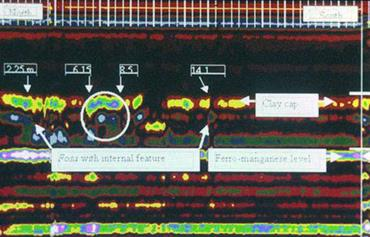 North
South
2.25 m
6.15
8.5
14.1
Clay cap
Fossa with internal feature
Ferro-manganese level